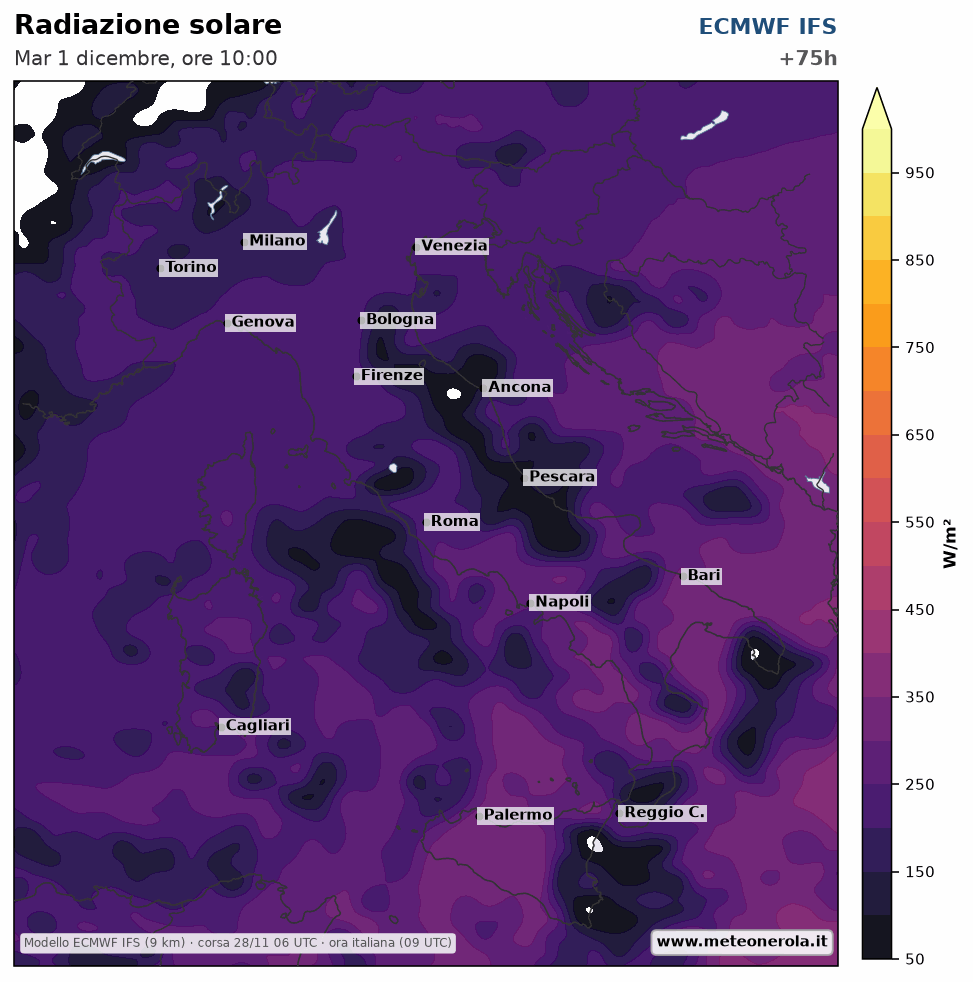 Radiazione solare
ECMWF IFS
Mar 1 dicembre, ore 10:00
+75h
Milano
Venezia
Torino
Genova
Bologna
Firenze
Ancona
Pescara
Roma
Bari
Napoli
Cagliari
Palermo
Reggio C.
950
850
750
650
550
450
350
250
150
50
W/m²
Modello ECMWF IFS (9 km) · corsa 28/11 06 UTC · ora italiana (09 UTC)
www.meteonerola.it